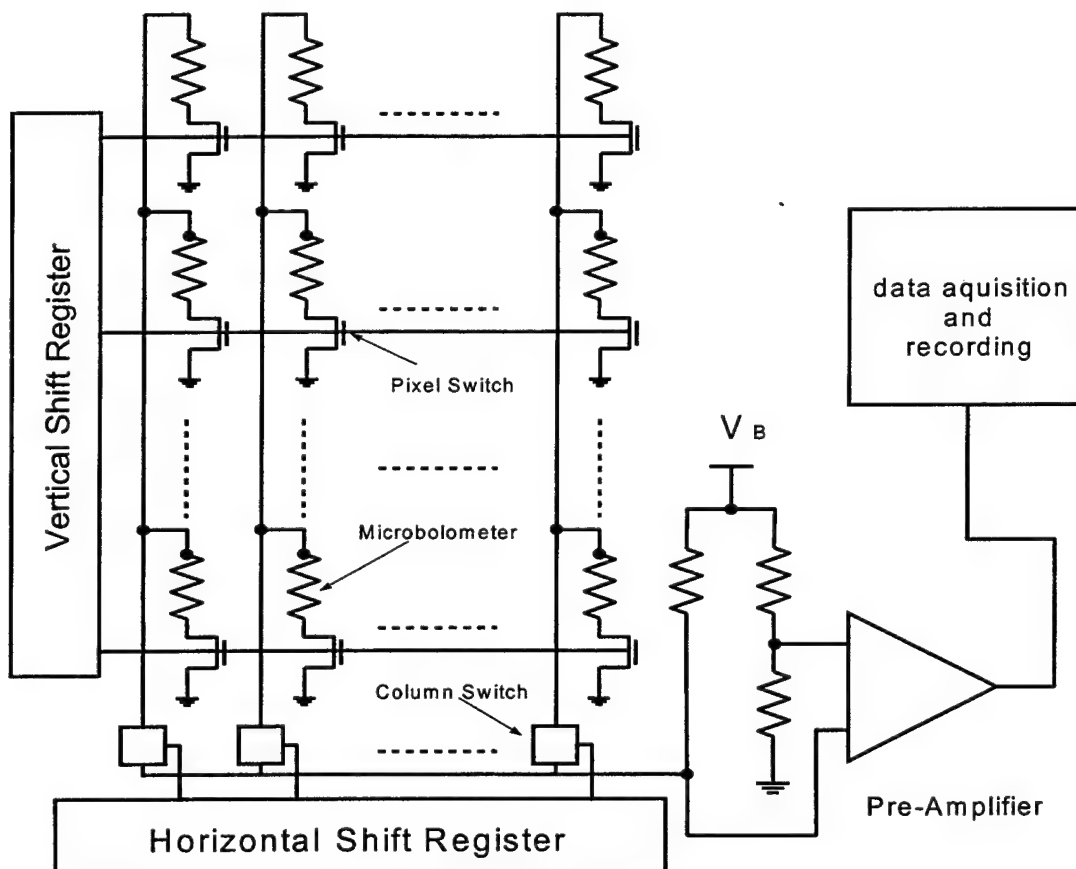 Vertical Shift Register
data aquisition
and
recording
Pixel Switch
V B
Microbolometer
Column Switch
Pre-Amplifier
Horizontal Shift Register